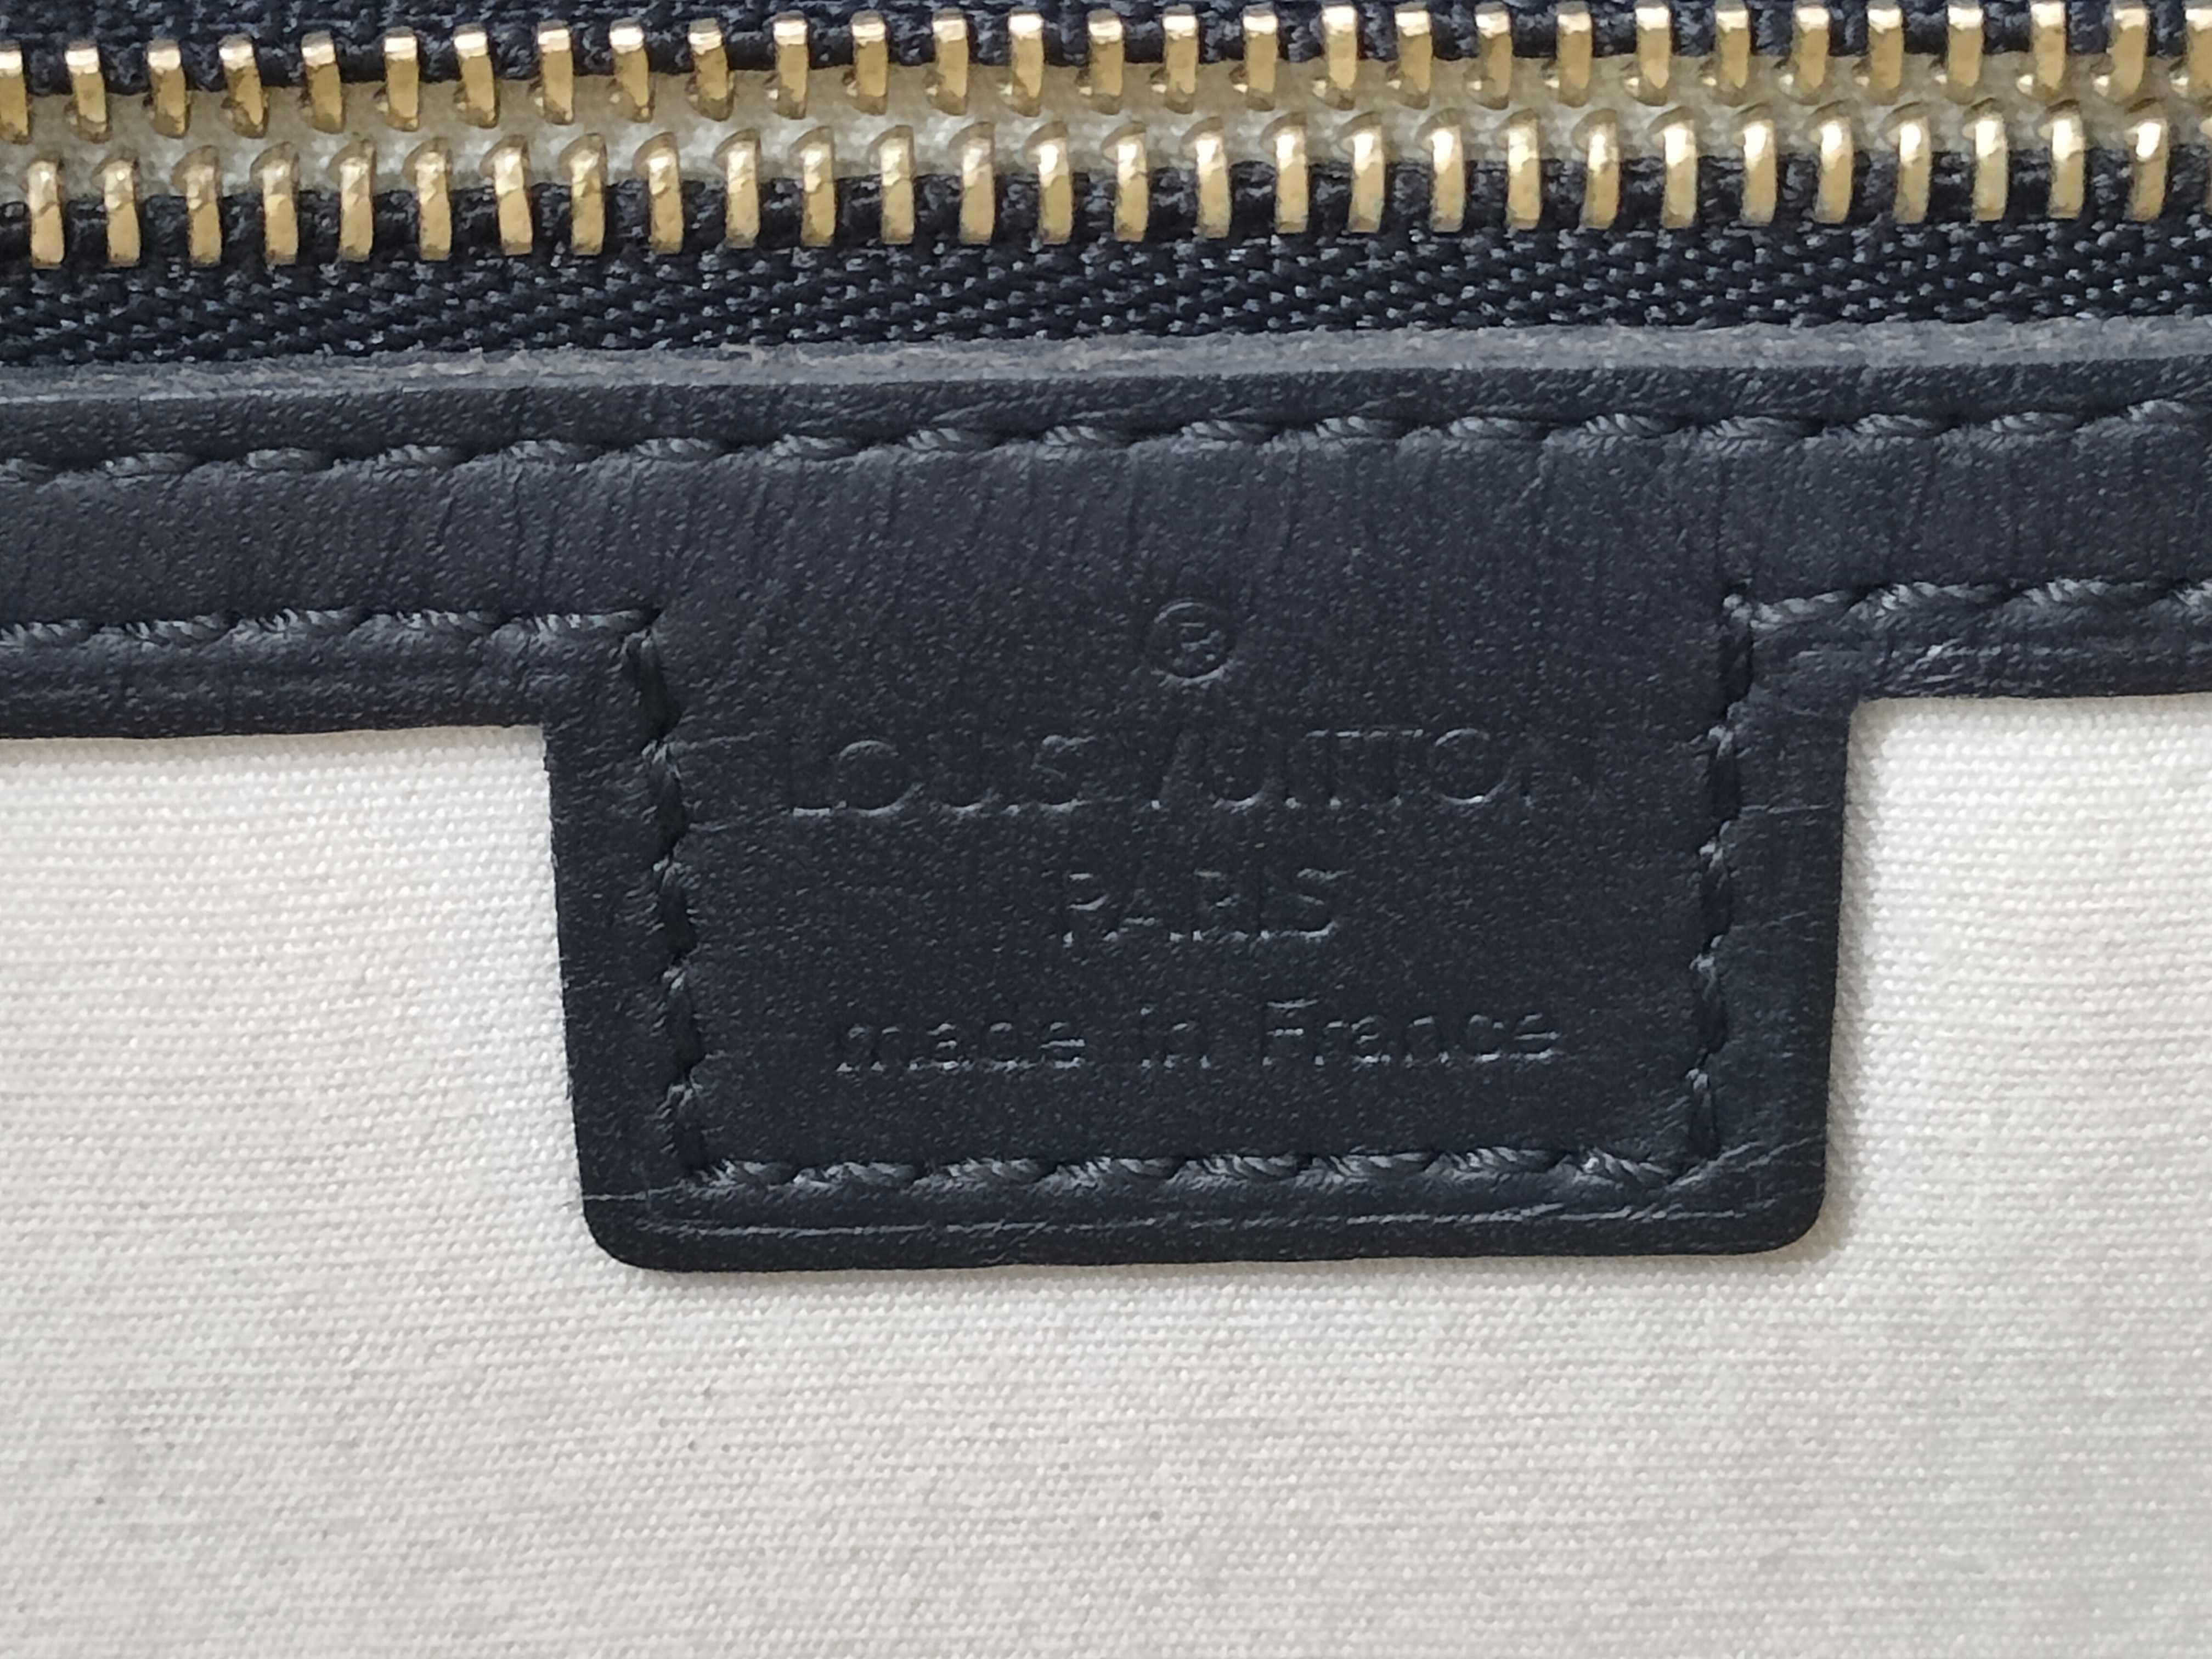 ®
LOUIS VUITTON
PARIS
made in France